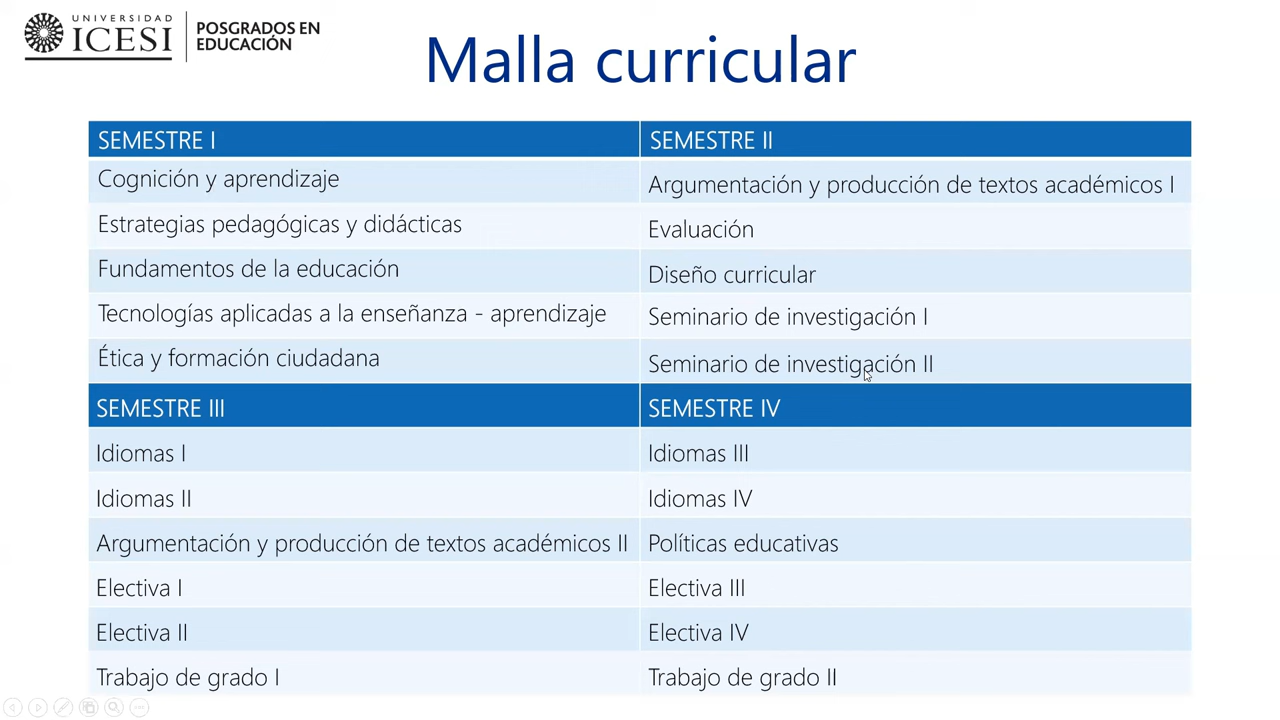 UNIVERSIDAD
ICESI
POSGRADOS EN
EDUCACIÓN
Malla curricular
SEMESTRE I
Cognición y aprendizaje
Estrategias pedagógicas y didácticas
Fundamentos de la educación
Tecnologías aplicadas a la enseñanza - aprendizaje
Ética y formación ciudadana
SEMESTRE II
Argumentación y producción de textos académicos I
Evaluación
Diseño curricular
Seminario de investigación I
Seminario de investigación II
SEMESTRE III
Idiomas I
Idiomas II
Argumentación y producción de textos académicos II
Electiva I
Electiva II
Trabajo de grado I
SEMESTRE IV
Idiomas III
Idiomas IV
Políticas educativas
Electiva III
Electiva IV
Trabajo de grado II